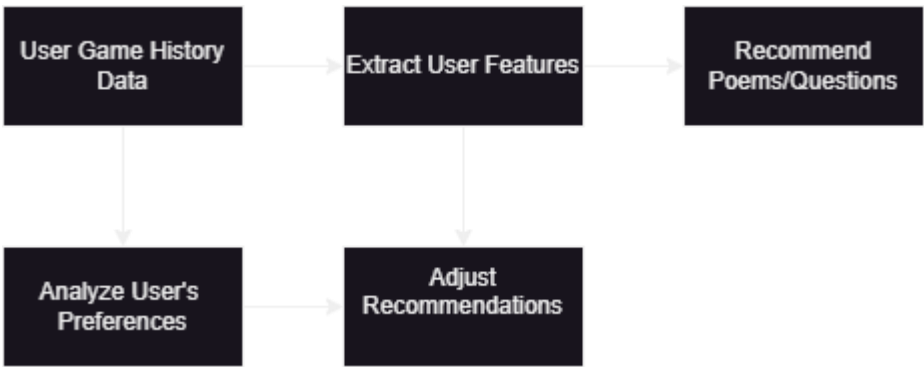 User Game History
Data
Extract User Features
Recommend
Poems/Questions
Analyze User's
Preferences
Adjust
Recommendations